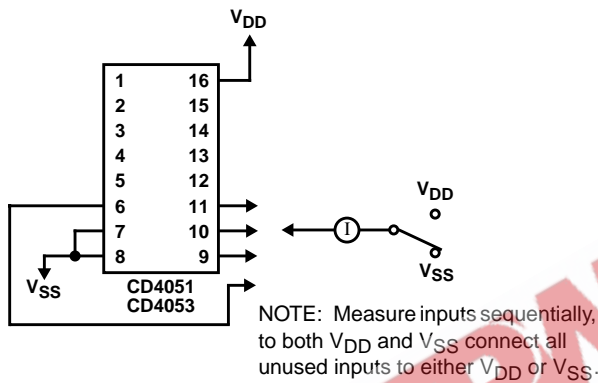 VDD
1 16
2 15
3 14
4 13
5 12
6 11
7 10
8 9
VSS
CD4051
CD4053
I
VDD
VSS
NOTE: Measure inputs sequentially,
to both VDD and VSS connect all
unused inputs to either VDD or VSS.